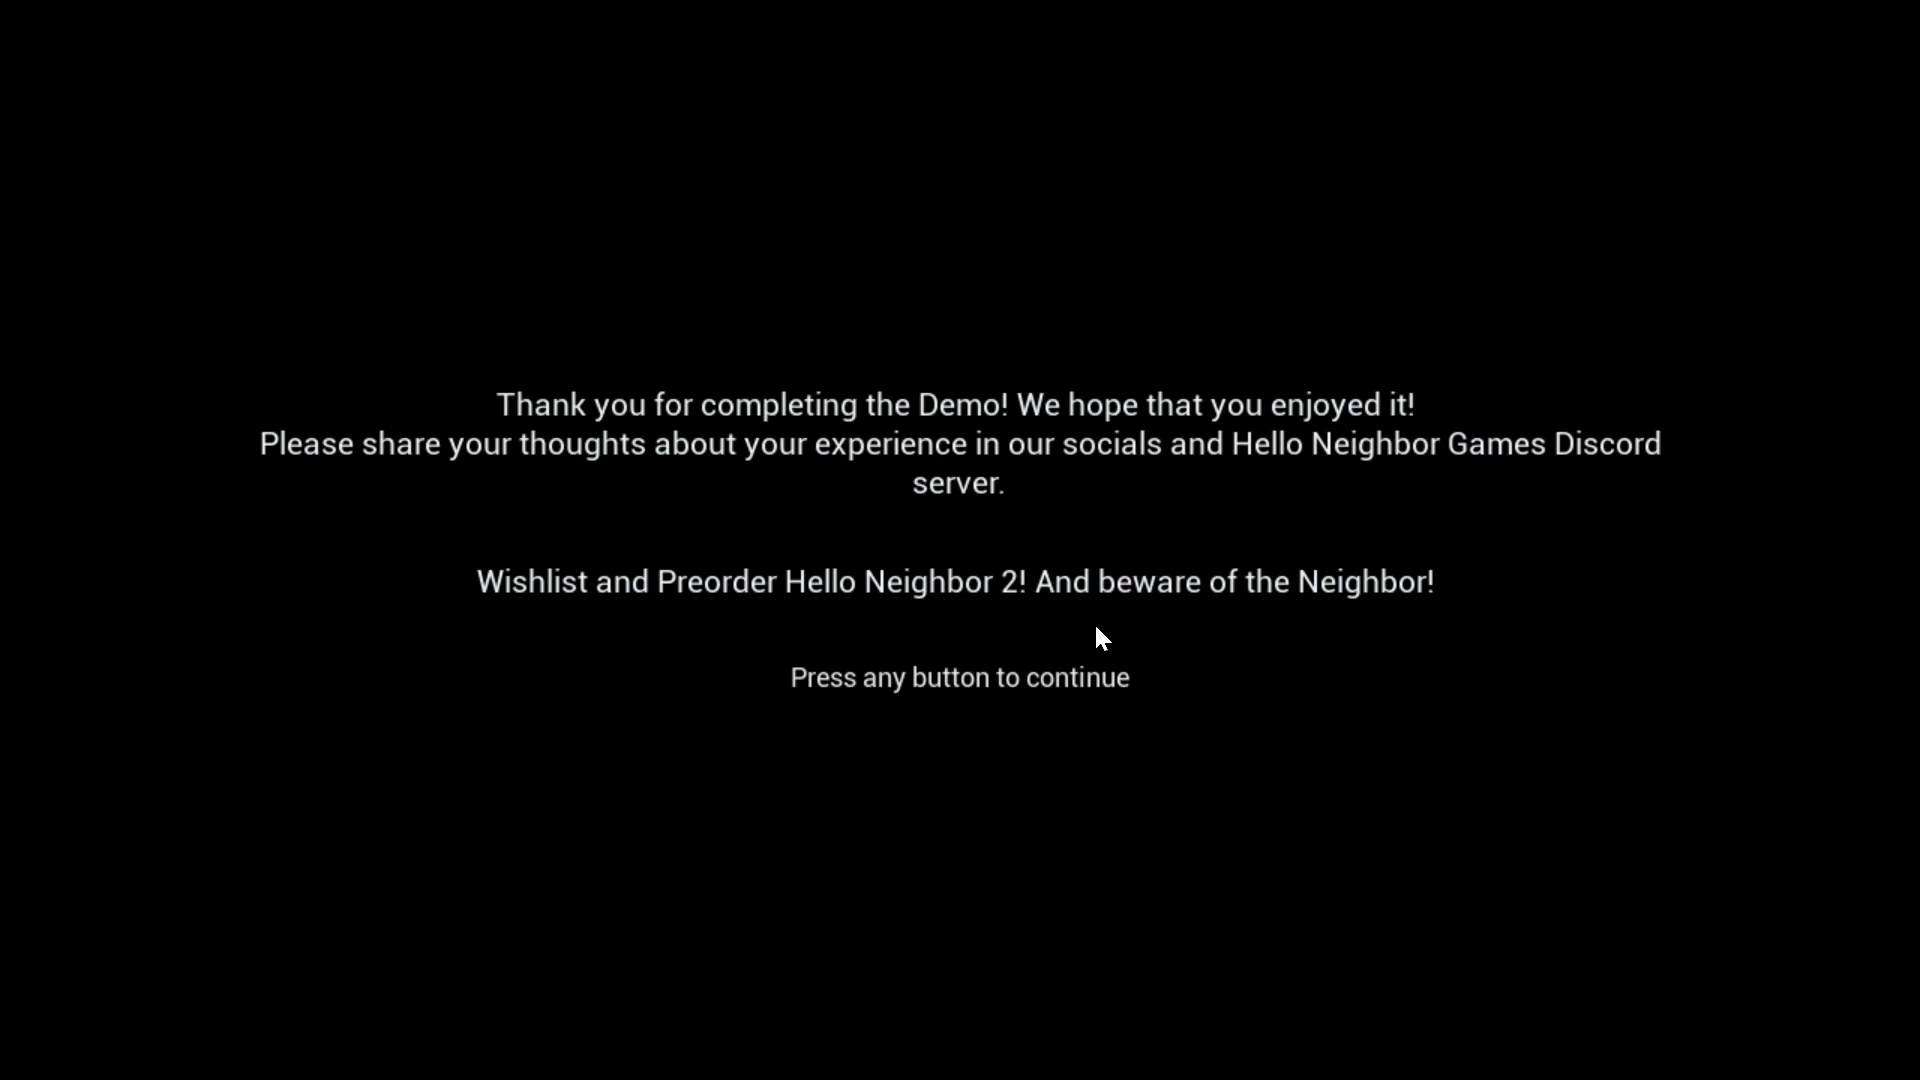 Thank you for completing the Demo! We hope that you enjoyed it!
Please share your thoughts about your experience in our socials and Hello Neighbor Games Discord
server.
Wishlist and Preorder Hello Neighbor 2! And beware of the Neighbor!
Press any button to continue